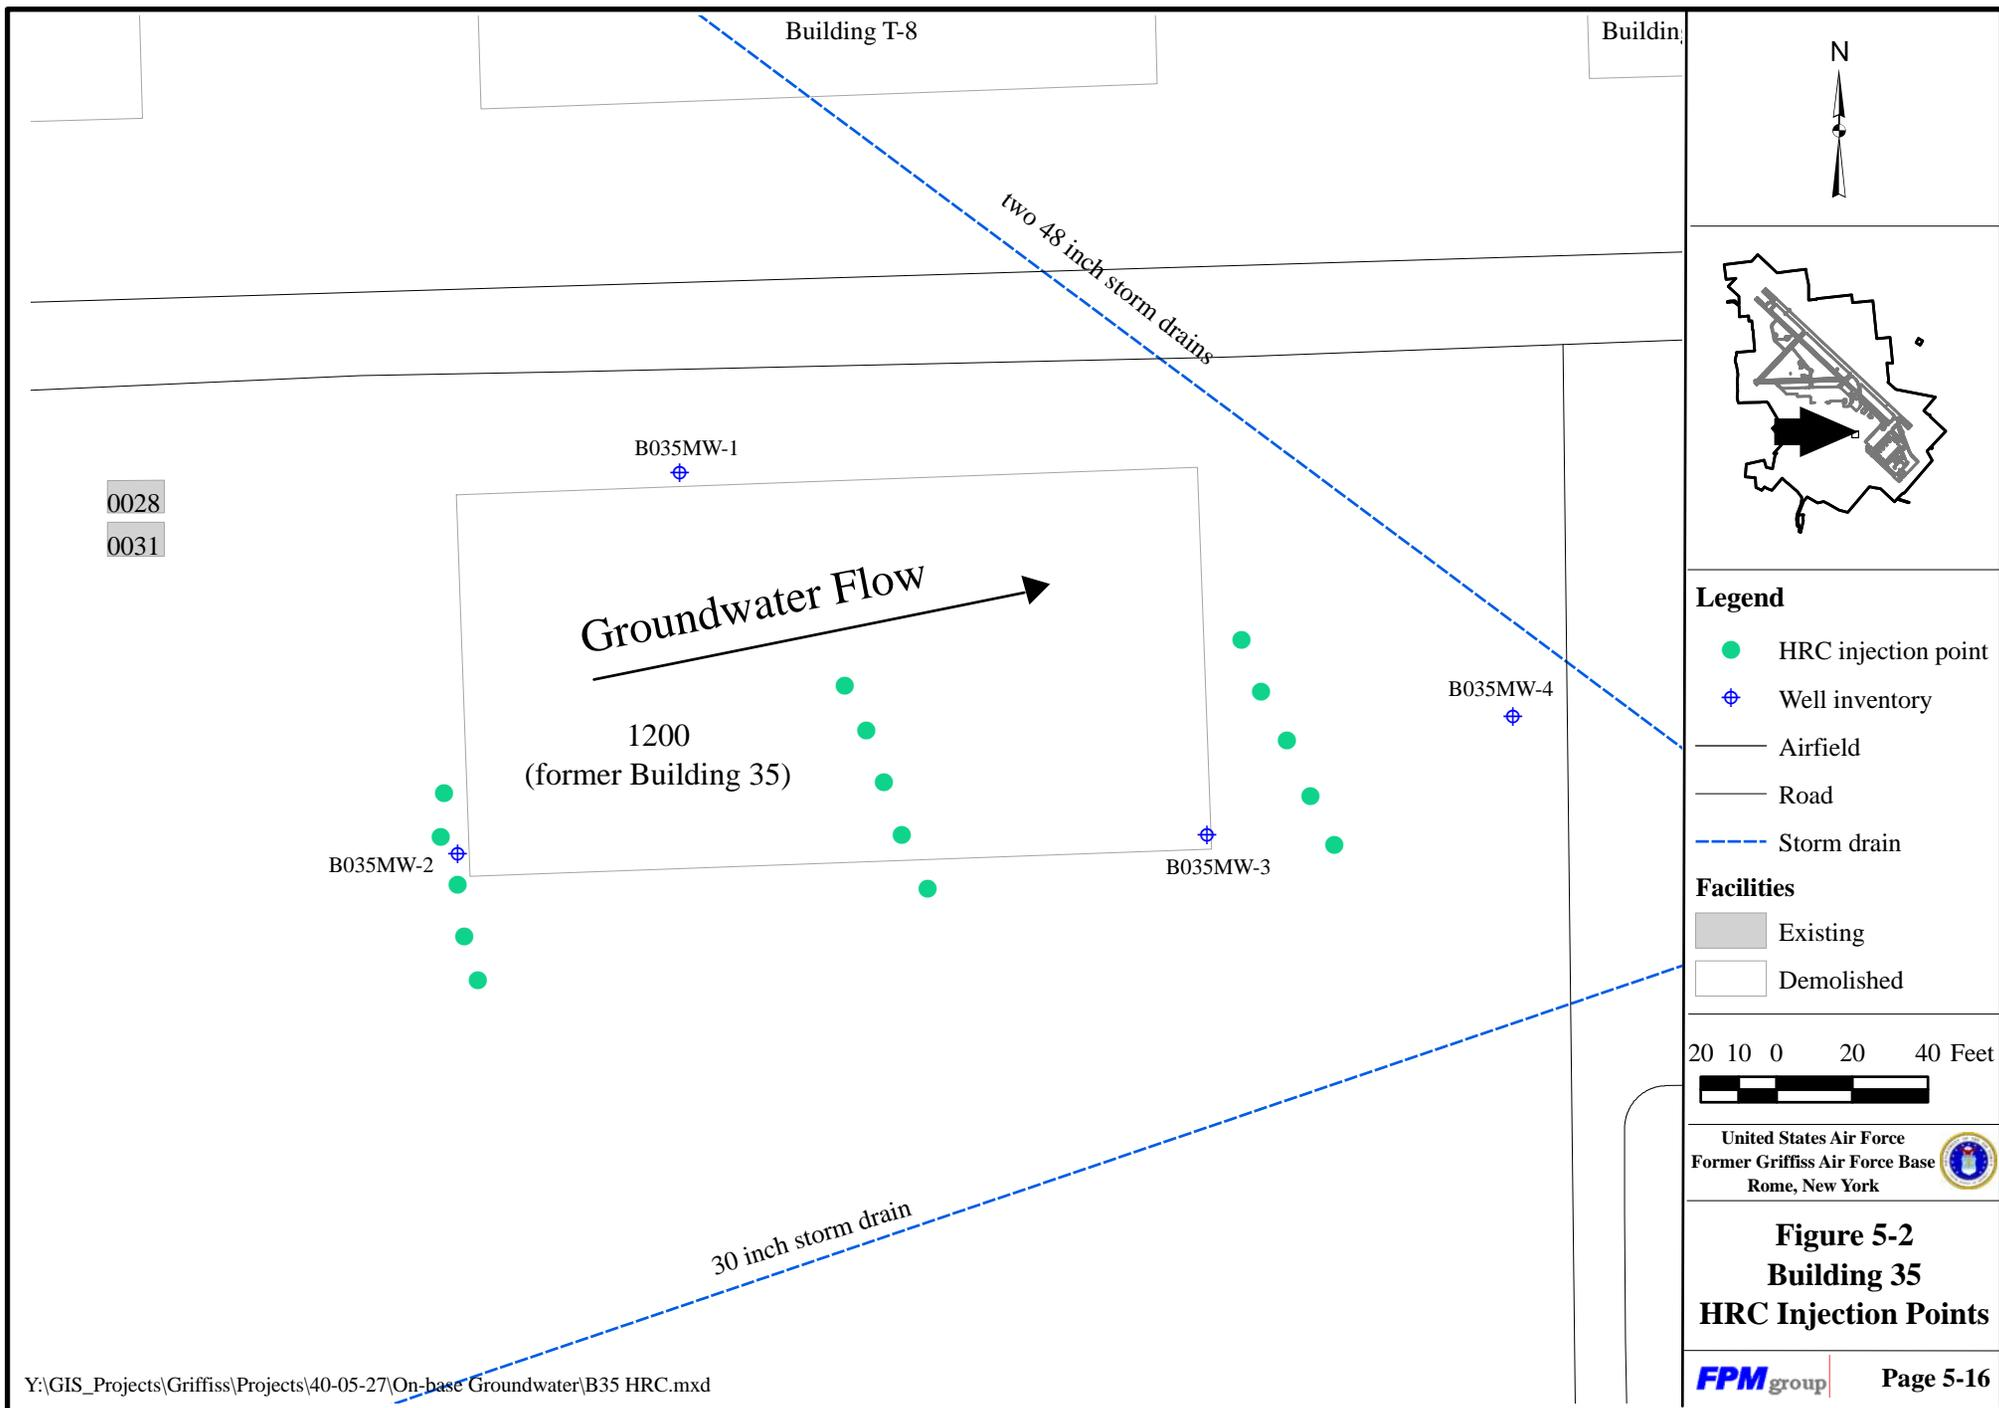 Building T-8
two 48 inch storm drains
B035MW-1
0028
0031
Groundwater Flow
1200
(former Building 35)
B035MW-2
B035MW-3
B035MW-4
30 inch storm drain
Y:\GIS_Projects\Griffiss\Projects\40-05-27\On-base Groundwater\B35 HRC.mxd
N
Legend
HRC injection point
Well inventory
Airfield
Road
Storm drain
Facilities
Existing
Demolished
20 10 0 20 40 Feet
United States Air Force
Former Griffiss Air Force Base
Rome, New York
Figure 5-2
Building 35
HRC Injection Points
FPM group
Page 5-16